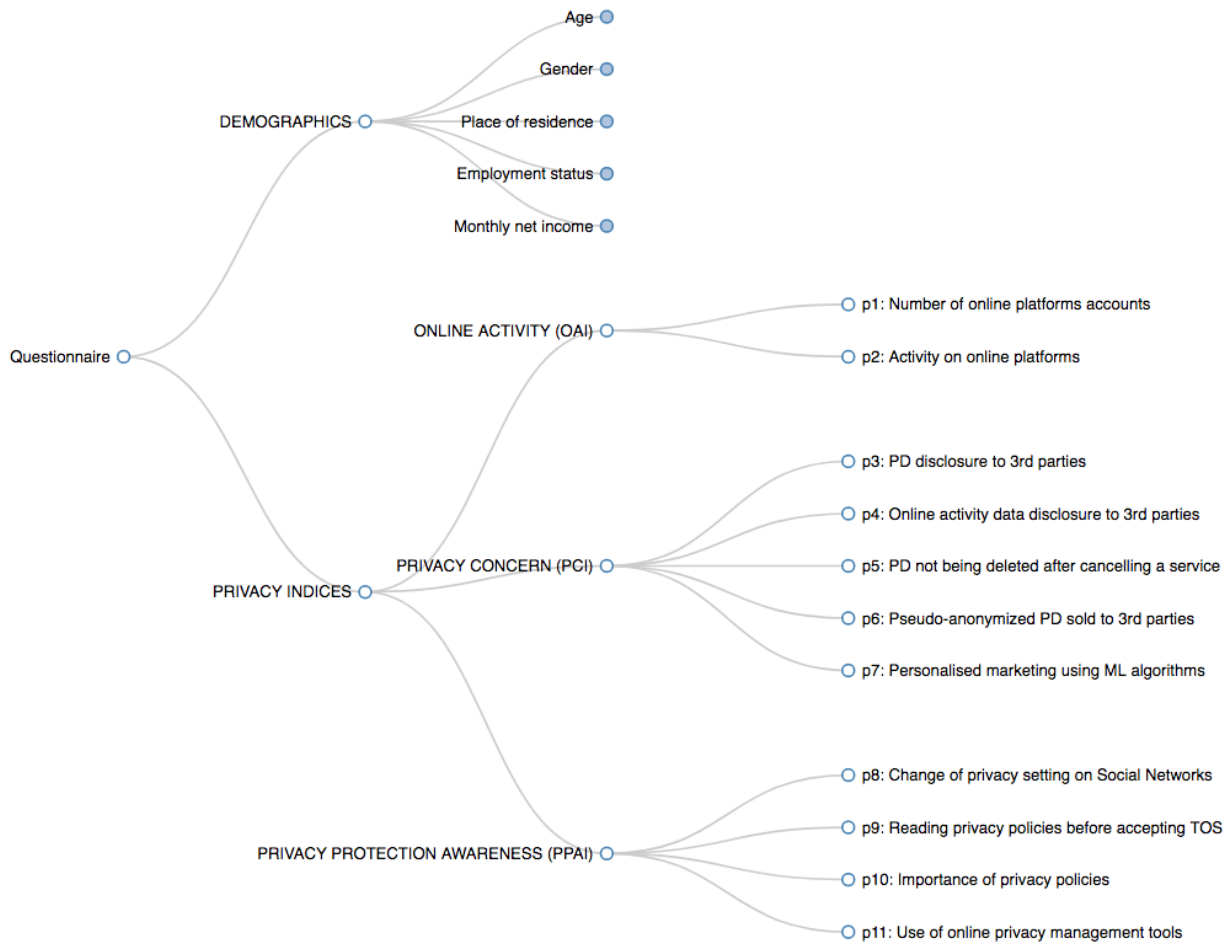 Age
Gender
DEMOGRAPHICS
Place of residence
Employment status
Monthly net income
p1: Number of online platforms accounts
ONLINE ACTIVITY (OAI)
Questionnaire
p2: Activity on online platforms
p3: PD disclosure to 3rd parties
p4: Online activity data disclosure to 3rd parties
PRIVACY CONCERN (PCI)
p5: PD not being deleted after cancelling a service
PRIVACY INDICES
p6: Pseudo-anonymized PD sold to 3rd parties
p7: Personalised marketing using ML algorithms
p8: Change of privacy setting on Social Networks
p9: Reading privacy policies before accepting TOS
PRIVACY PROTECTION AWARENESS (PPAI)
p10: Importance of privacy policies
p11: Use of online privacy management tools